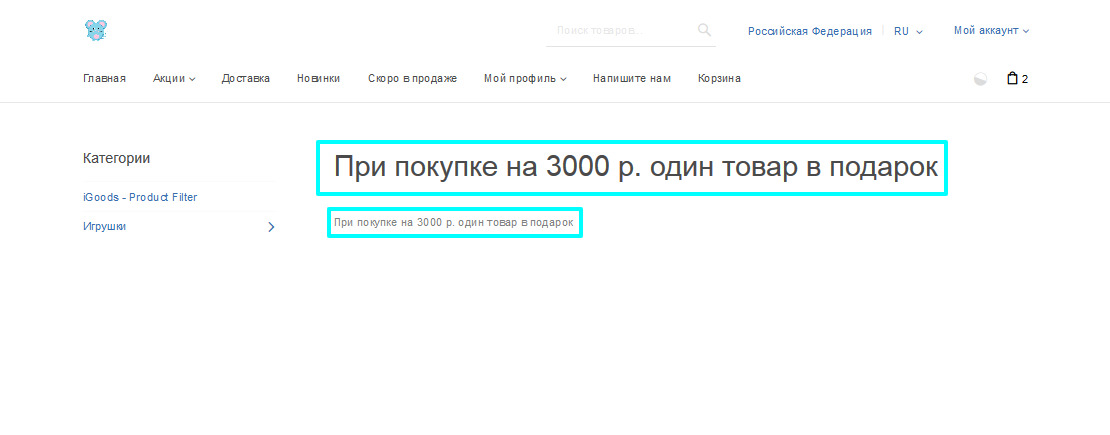 Поиск товаров...
Российская Федерация
RU
Мой аккаунт
Главная
Акции
Доставка
Новинки
Скоро в продаже
Мой профиль
Напишите нам
Корзина
2
Категории
При покупке на 3000 р. один товар в подарок
iGoods - Product Filter
При покупке на 3000 р. один товар в подарок
Игрушки